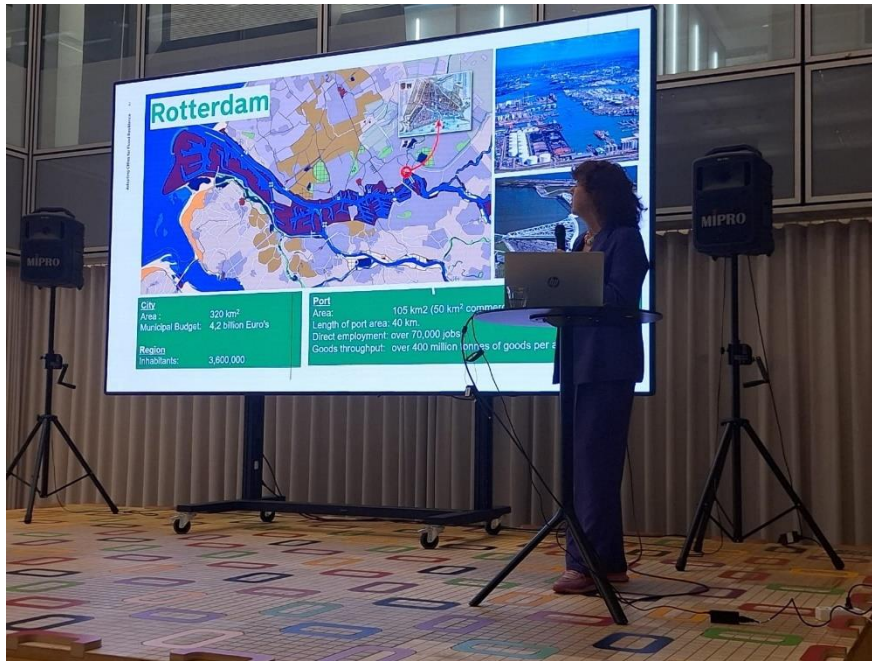 Rotterdam
City
Area : 320 km²
Municipal Budget: 4,2 billion Euro's
Region
Inhabitants: 3,600,000
Port
Area: 105 km2 (50 km² commer
Length of port area: 40 km.
Direct employment: over 70,000 jobs
Goods throughput: over 400 million tonnes of goods per a
MIPRO
MIPRO
hp